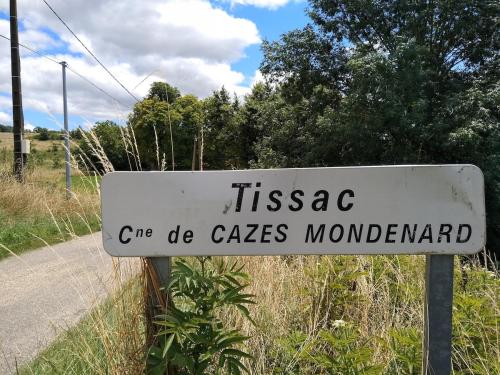 Tissac
Cne de CAZES MONDENARD